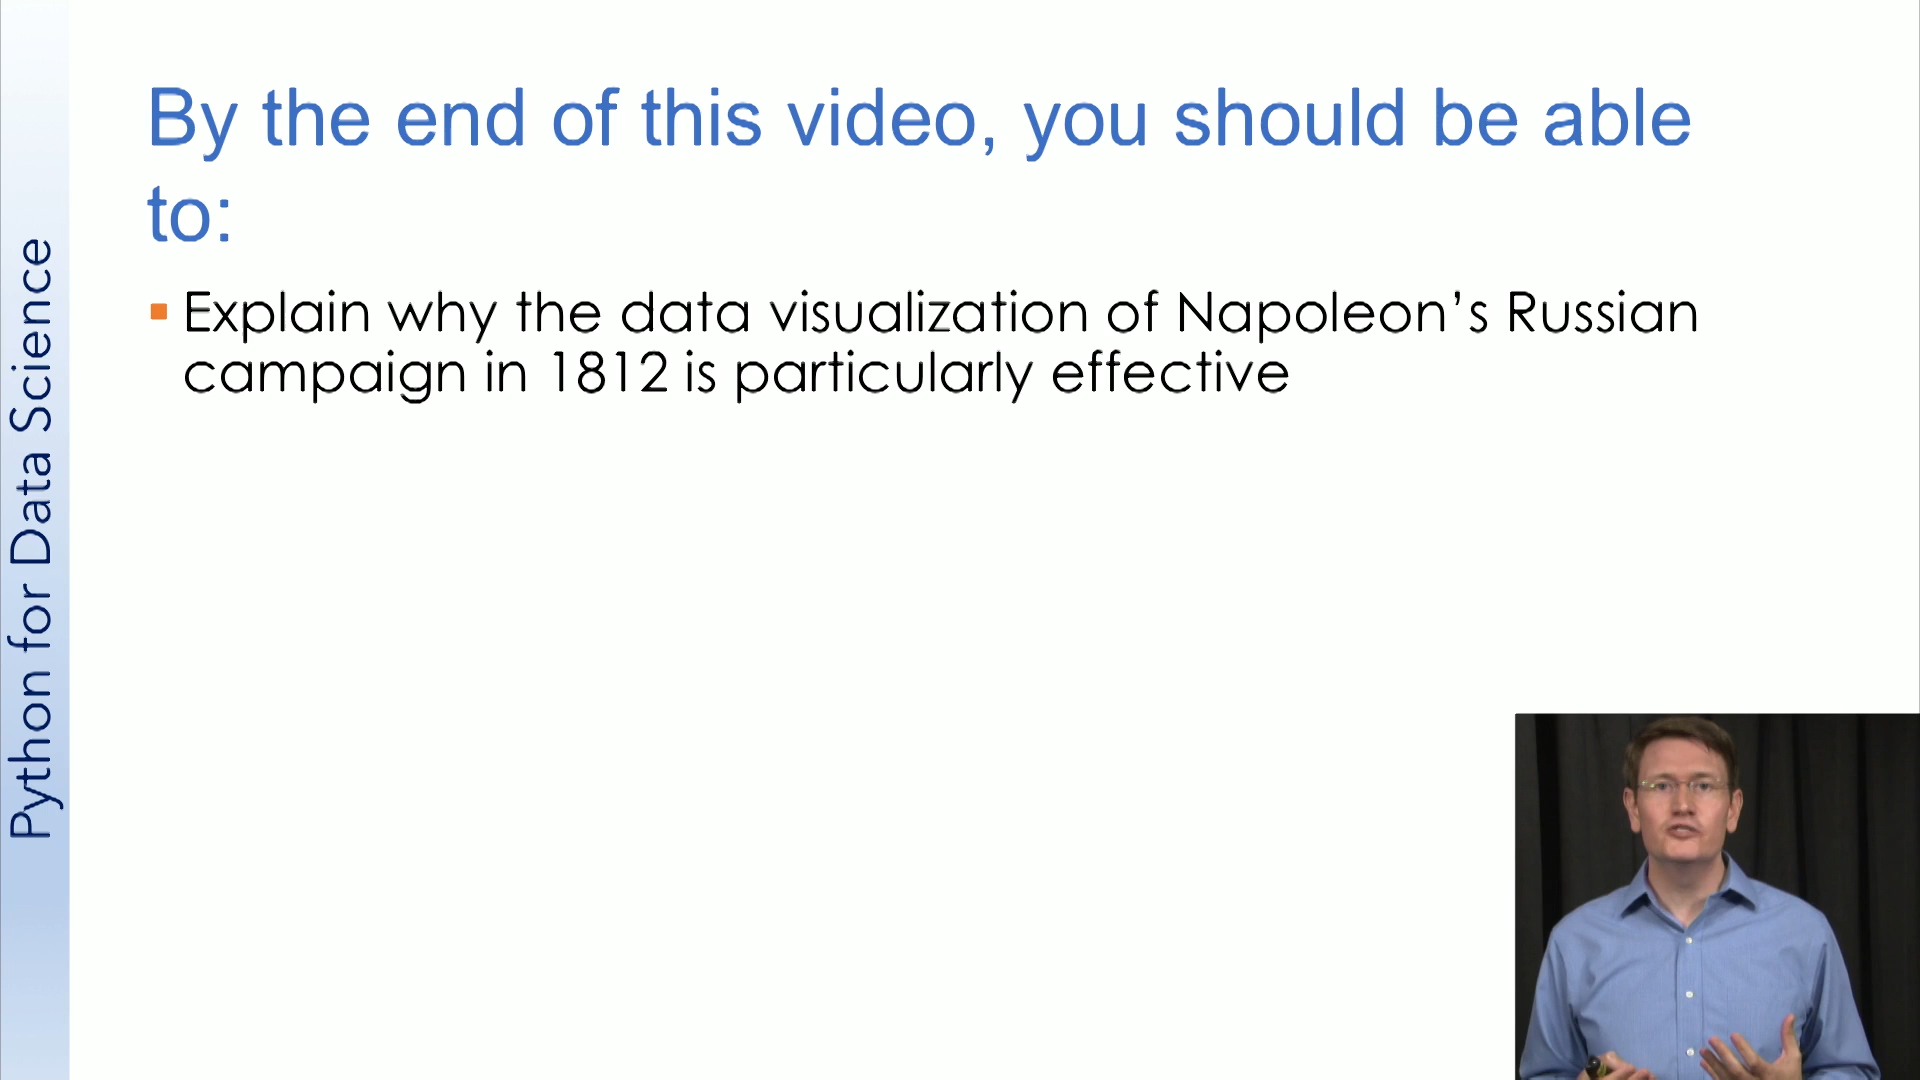 Python for Data Science
By the end of this video, you should be able
to:
Explain why the data visualization of Napoleon’s Russian
campaign in 1812 is particularly effective